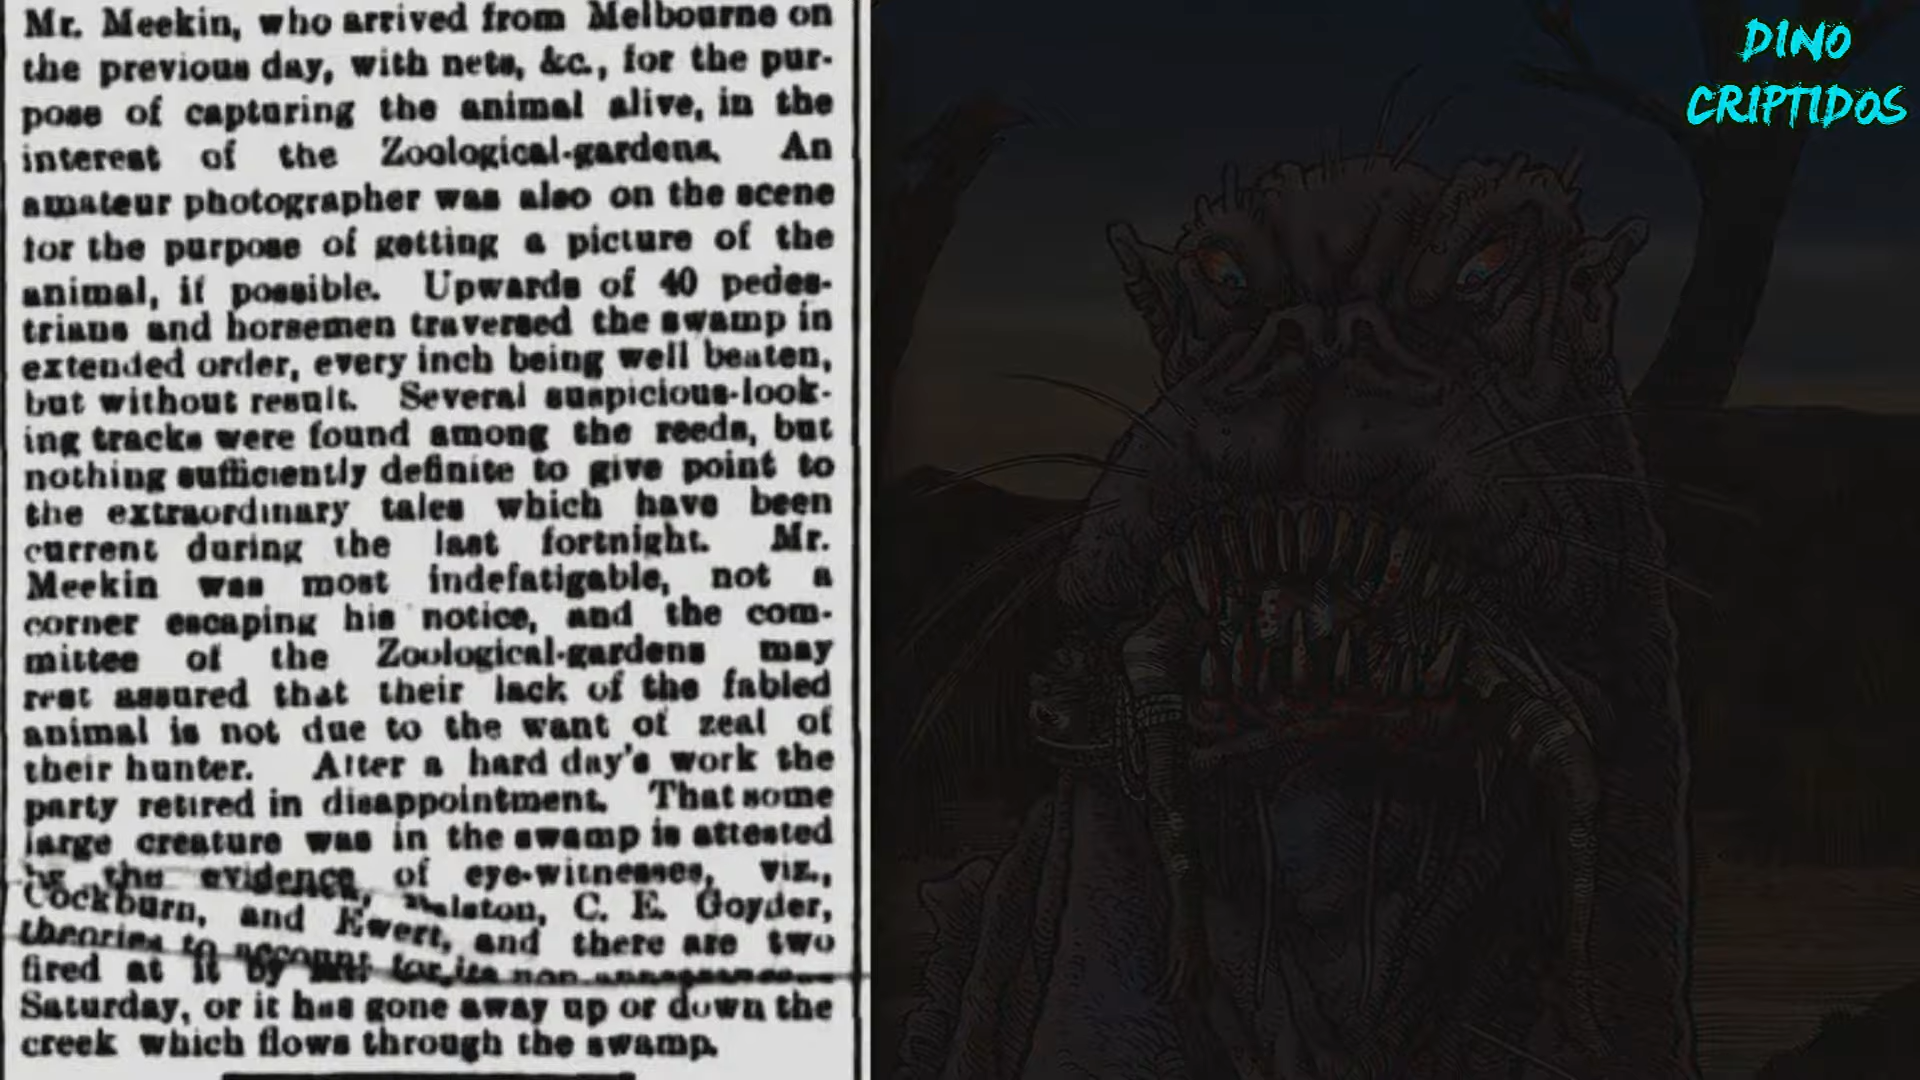 Mr. Meekin, who arrived from Melbourne on
the previous day, with nets, &c., for the pur-
pose of capturing the animal alive, in the
interest of the Zoological-gardens. An
amateur photographer was also on the scene
for the purpose of getting a picture of the
animal, if possible. Upwards of 40 pedes-
trians and horsemen traversed the swamp in
extended order, every inch being well beaten,
but without result. Several suspicious-look-
ing tracks were found among the reeds, but
nothing sufficiently definite to give point to
the extraordinary tales which have been
current during the last fortnight. Mr.
Meekin was most indefatigable, not a
corner escaping his notice, and the com-
mittee of the Zoological-gardens may
rest assured that their lack of the fabled
animal is not due to the want of zeal of
their hunter. After a hard day's work the
party retired in disappointment. That some
large creature was in the swamp is attested
by the evidence of eye-witnesses, viz.,
Cockburn, and Ewert, C. E. Goyder,
theories to account and there are two
fired at it by for its
Saturday, or it has gone away up or down the
creek which flows through the swamp.
DINO
CRIPTIDOS